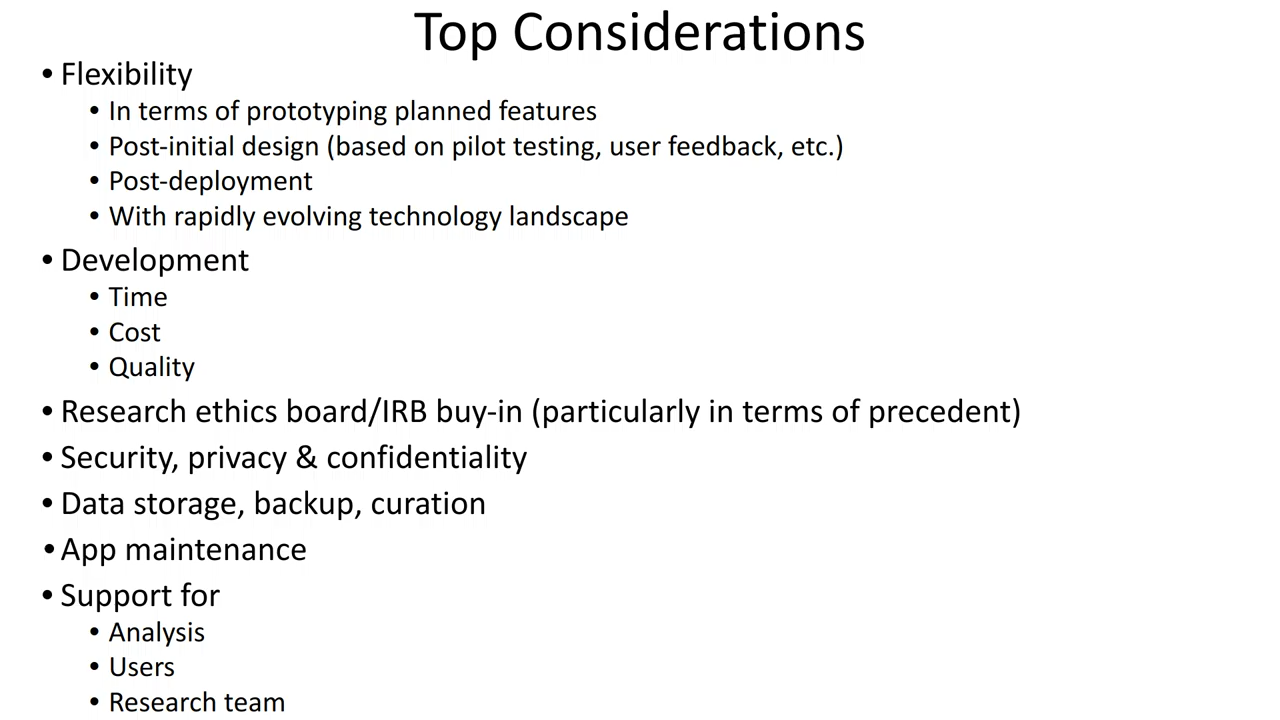 Top Considerations
• Flexibility
• In terms of prototyping planned features
• Post-initial design (based on pilot testing, user feedback, etc.)
• Post-deployment
• With rapidly evolving technology landscape
• Development
• Time
• Cost
• Quality
• Research ethics board/IRB buy-in (particularly in terms of precedent)
• Security, privacy & confidentiality
• Data storage, backup, curation
• App maintenance
• Support for
• Analysis
• Users
• Research team